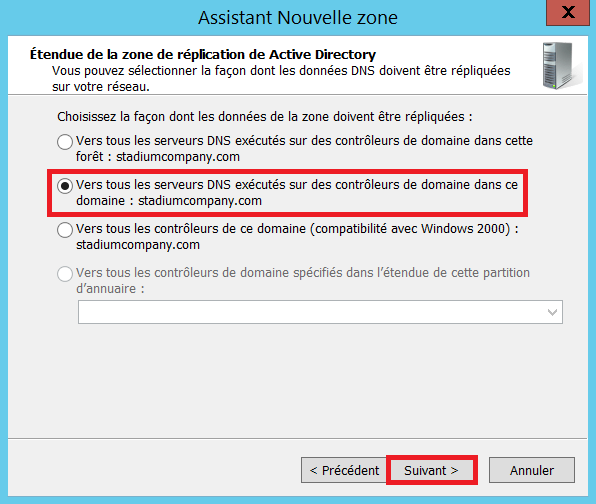 Assistant Nouvelle zone
Étendue de la zone de réplication de Active Directory
Vous pouvez sélectionner la façon dont les données DNS doivent être répliquées
sur votre réseau.
Choisissez la façon dont les données de la zone doivent être répliquées :
Vers tous les serveurs DNS exécutés sur des contrôleurs de domaine dans cette
forêt : stadiumcompany.com
Vers tous les serveurs DNS exécutés sur des contrôleurs de domaine dans ce
domaine : stadiumcompany.com
Vers tous les contrôleurs de ce domaine (compatibilité avec Windows 2000) :
stadiumcompany.com
Vers tous les contrôleurs de domaine spécifiés dans l'étendue de cette partition
d'annuaire :
< Précédent Suivant > Annuler